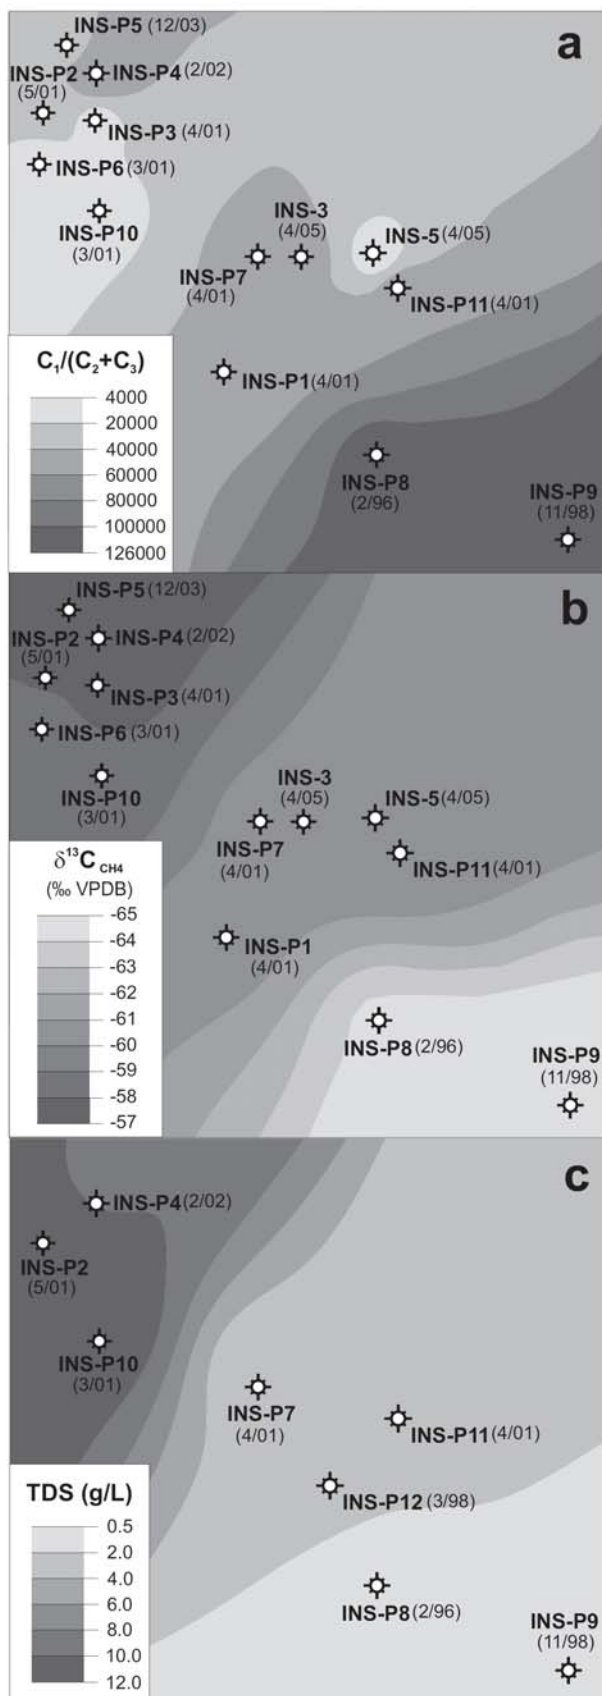 a
INS-P5 (12/03)
INS-P2
(5/01)
INS-P4 (2/02)
INS-P3 (4/01)
INS-P6 (3/01)
INS-P10
(3/01)
INS-3
(4/05)
INS-5 (4/05)
INS-P7
(4/01)
INS-P11 (4/01)
INS-P1 (4/01)
INS-P8
(2/96)
INS-P9
(11/98)
C₁/(C₂+C₃)
4000
20000
40000
60000
80000
100000
126000
b
INS-P5 (12/03)
INS-P2
(5/01)
INS-P4 (2/02)
INS-P3 (4/01)
INS-P6 (3/01)
INS-P10
(3/01)
INS-3
(4/05)
INS-5 (4/05)
INS-P7
(4/01)
INS-P11 (4/01)
INS-P1
(4/01)
INS-P8 (2/96)
INS-P9
(11/98)
δ¹³C CH4
(‰ VPDB)
-65
-64
-63
-62
-61
-60
-59
-58
-57
c
INS-P4 (2/02)
INS-P2
(5/01)
INS-P10
(3/01)
INS-P7
(4/01)
INS-P11 (4/01)
INS-P12 (3/98)
INS-P8 (2/96)
INS-P9
(11/98)
TDS (g/L)
0.5
2.0
4.0
6.0
8.0
10.0
12.0